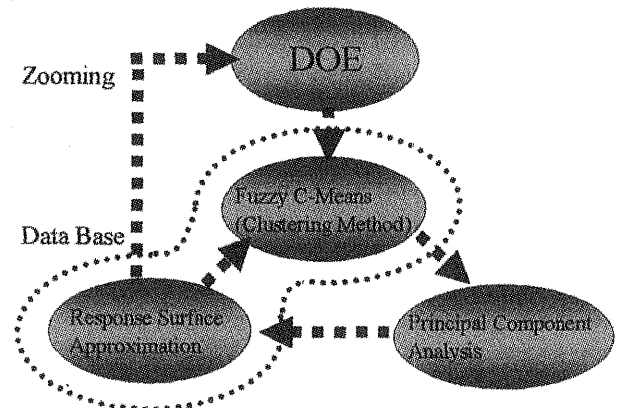 DOE
Zooming
Fuzzy C-Means
(Clustering Method)
Data Base
Response Surface
Approximation
Principal Component
Analysis